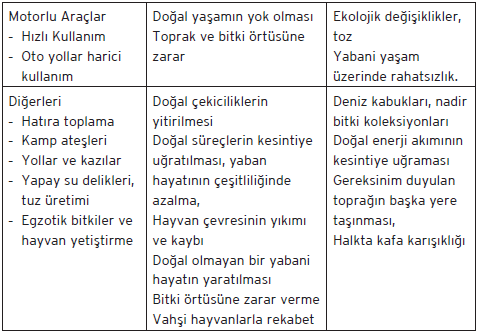 Motorlu Araçlar
- Hızlı Kullanım
- Oto yollar harici
kullanım
Doğal yaşamın yok olması
Toprak ve bitki örtüsüne
zarar
Ekolojik değişiklikler,
toz
Yabani yaşam
üzerinde rahatsızlık.
Diğerleri
- Hatıra toplama
- Kamp ateşleri
- Yollar ve kazılar
- Yapay su delikleri,
tuz üretimi
- Egzotik bitkiler ve
hayvan yetiştirme
Doğal çekiciliklerin
yitirilmesi
Doğal süreçlerin kesintiye
uğratılması, yaban
hayatının çeşitliliğinde
azalma,
Hayvan çevresinin yıkımı
ve kaybı
Doğal olmayan bir yabani
hayatın yaratılması
Bitki örtüsüne zarar verme
Vahşi hayvanlarla rekabet
Deniz kabukları, nadir
bitki koleksiyonları
Doğal enerji akımının
kesintiye uğraması
Gereksinim duyulan
toprağın başka yere
taşınması,
Halkta kafa karışıklığı